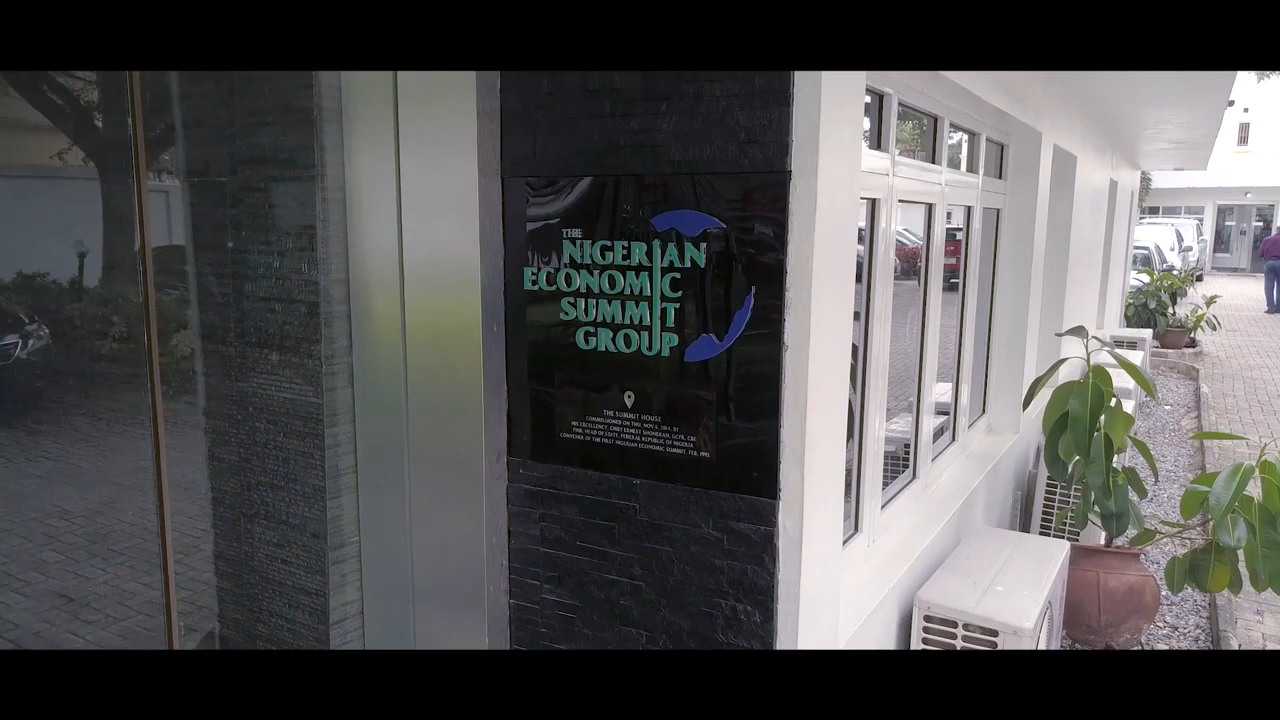 THE
NIGERIAN
ECONOMIC
SUMMIT
GROUP
THE SUMMIT HOUSE
COMMISSIONED ON THU, NOV 6, 2014, BY
HIS EXCELLENCY, CHIEF ERNEST SHONEKAN, GCFR, CBE
FMR. HEAD OF STATE, FEDERAL REPUBLIC OF NIGERIA
CONVENER OF THE FIRST NIGERIAN ECONOMIC SUMMIT, FEB. 1993